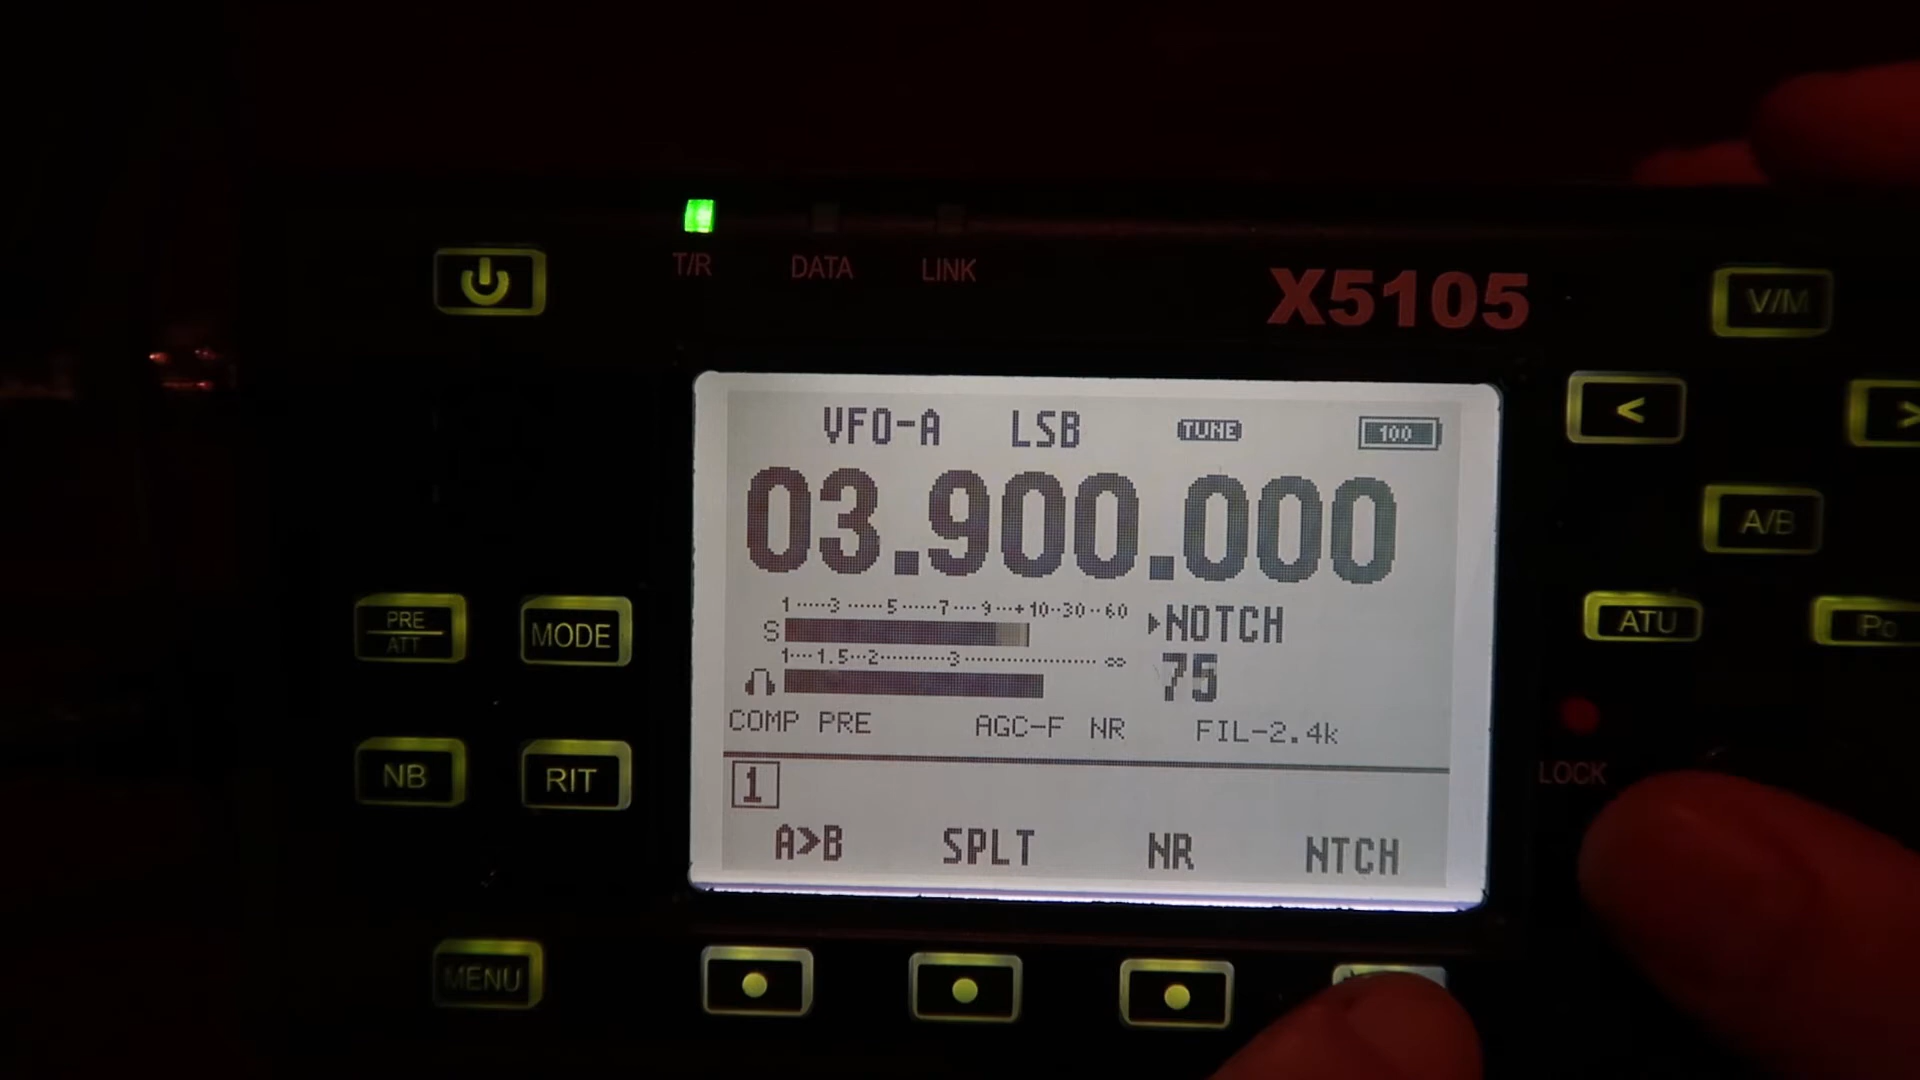 T/R DATA LINK
X5105
V/M
VFO-A LSB TUNE 100
<
>
03.900.000
A/B
1·····3······5······7····9···+10··30··60
S
NOTCH
1····1.5···2·········3·················∞
75
COMP PRE AGC-F NR FIL-2.4k
PRE
ATT
MODE
ATU
Po
LOCK
NB
RIT
1
A>B SPLT NR NTCH
MENU